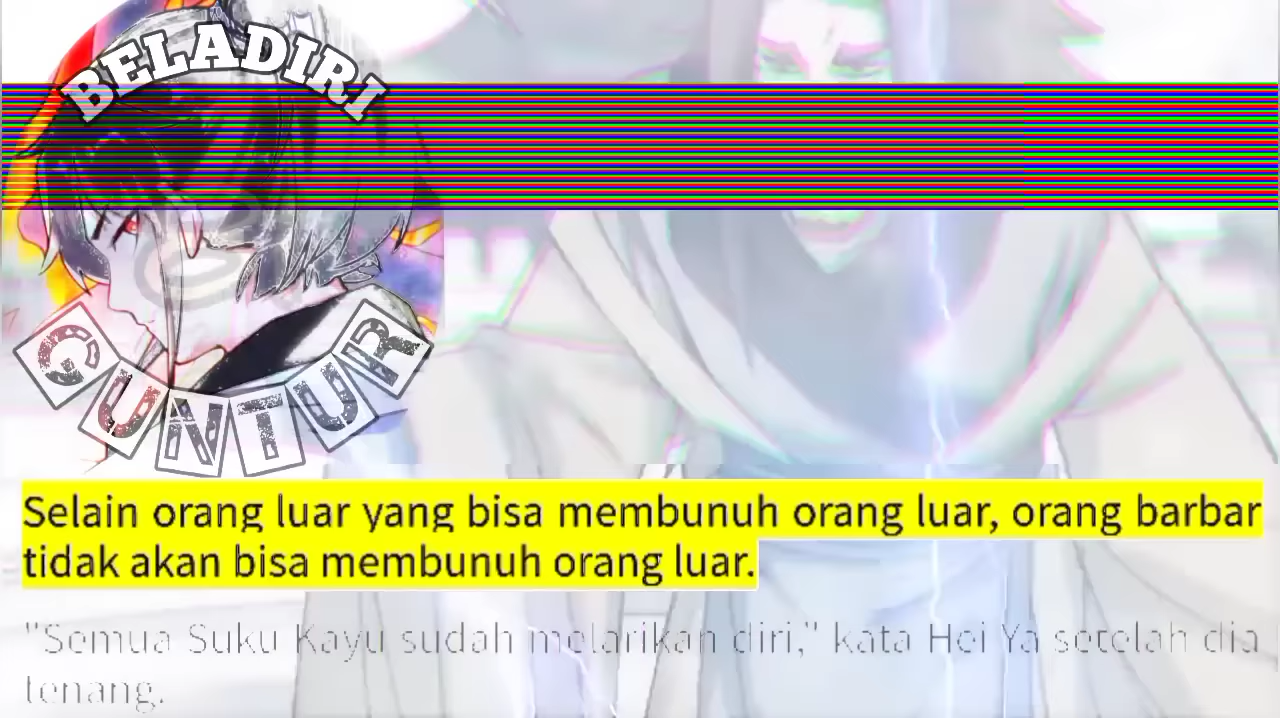 BELADIRI
GUNTUR
Selain orang luar yang bisa membunuh orang luar, orang barbar
tidak akan bisa membunuh orang luar.
"Semua Suku Kayu sudah melarikan diri," kata Hei Ya setelah dia
tenang.